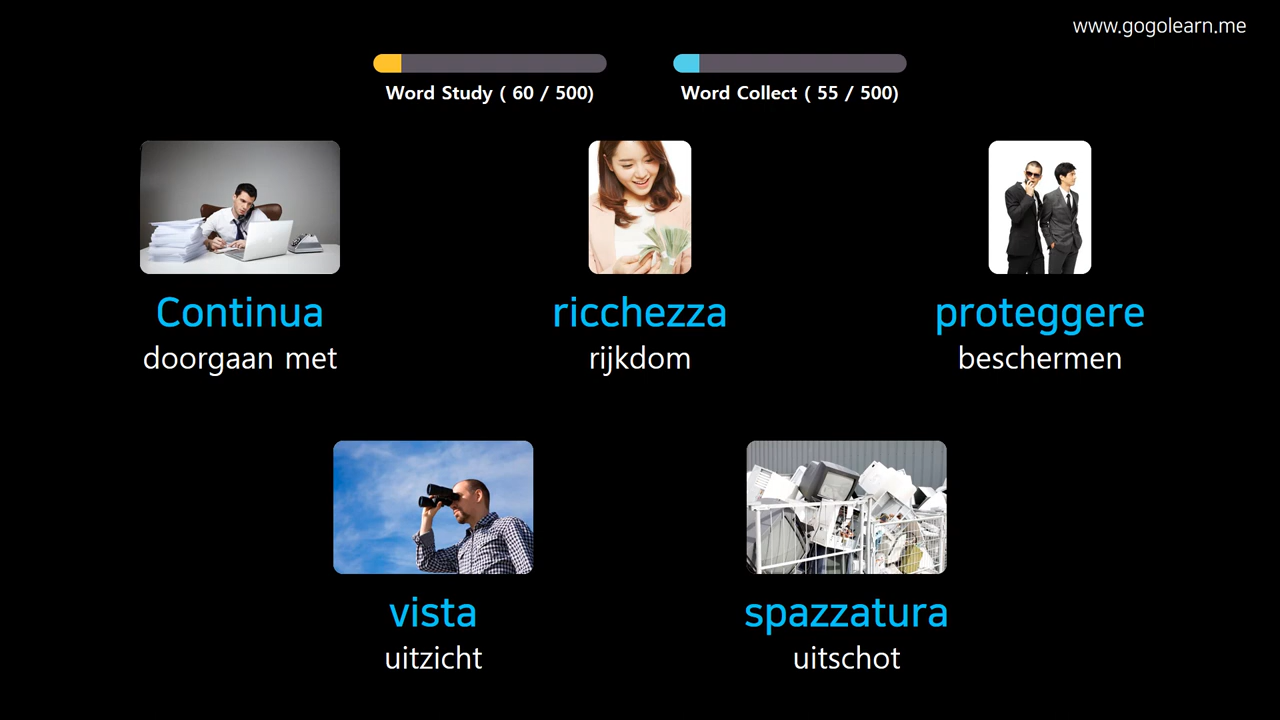 www.gogolearn.me
Word Study ( 60 / 500)
Word Collect ( 55 / 500)
Continua
doorgaan met
ricchezza
rijkdom
proteggere
beschermen
vista
uitzicht
spazzatura
uitschot